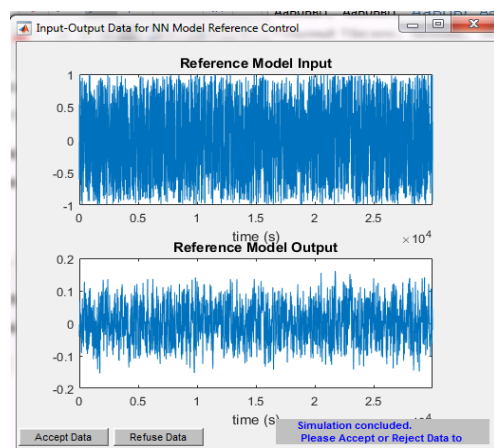 Input-Output Data for NN Model Reference Control
Reference Model Input
1
0.5
0
-0.5
-1
0 0.5 1 1.5 2 2.5
time (s)
×10⁴
Reference Model Output
0.2
0.1
0
-0.1
-0.2
0 0.5 1 1.5 2 2.5
time (s)
Accept Data
Refuse Data
Simulation concluded.
Please Accept or Reject Data to